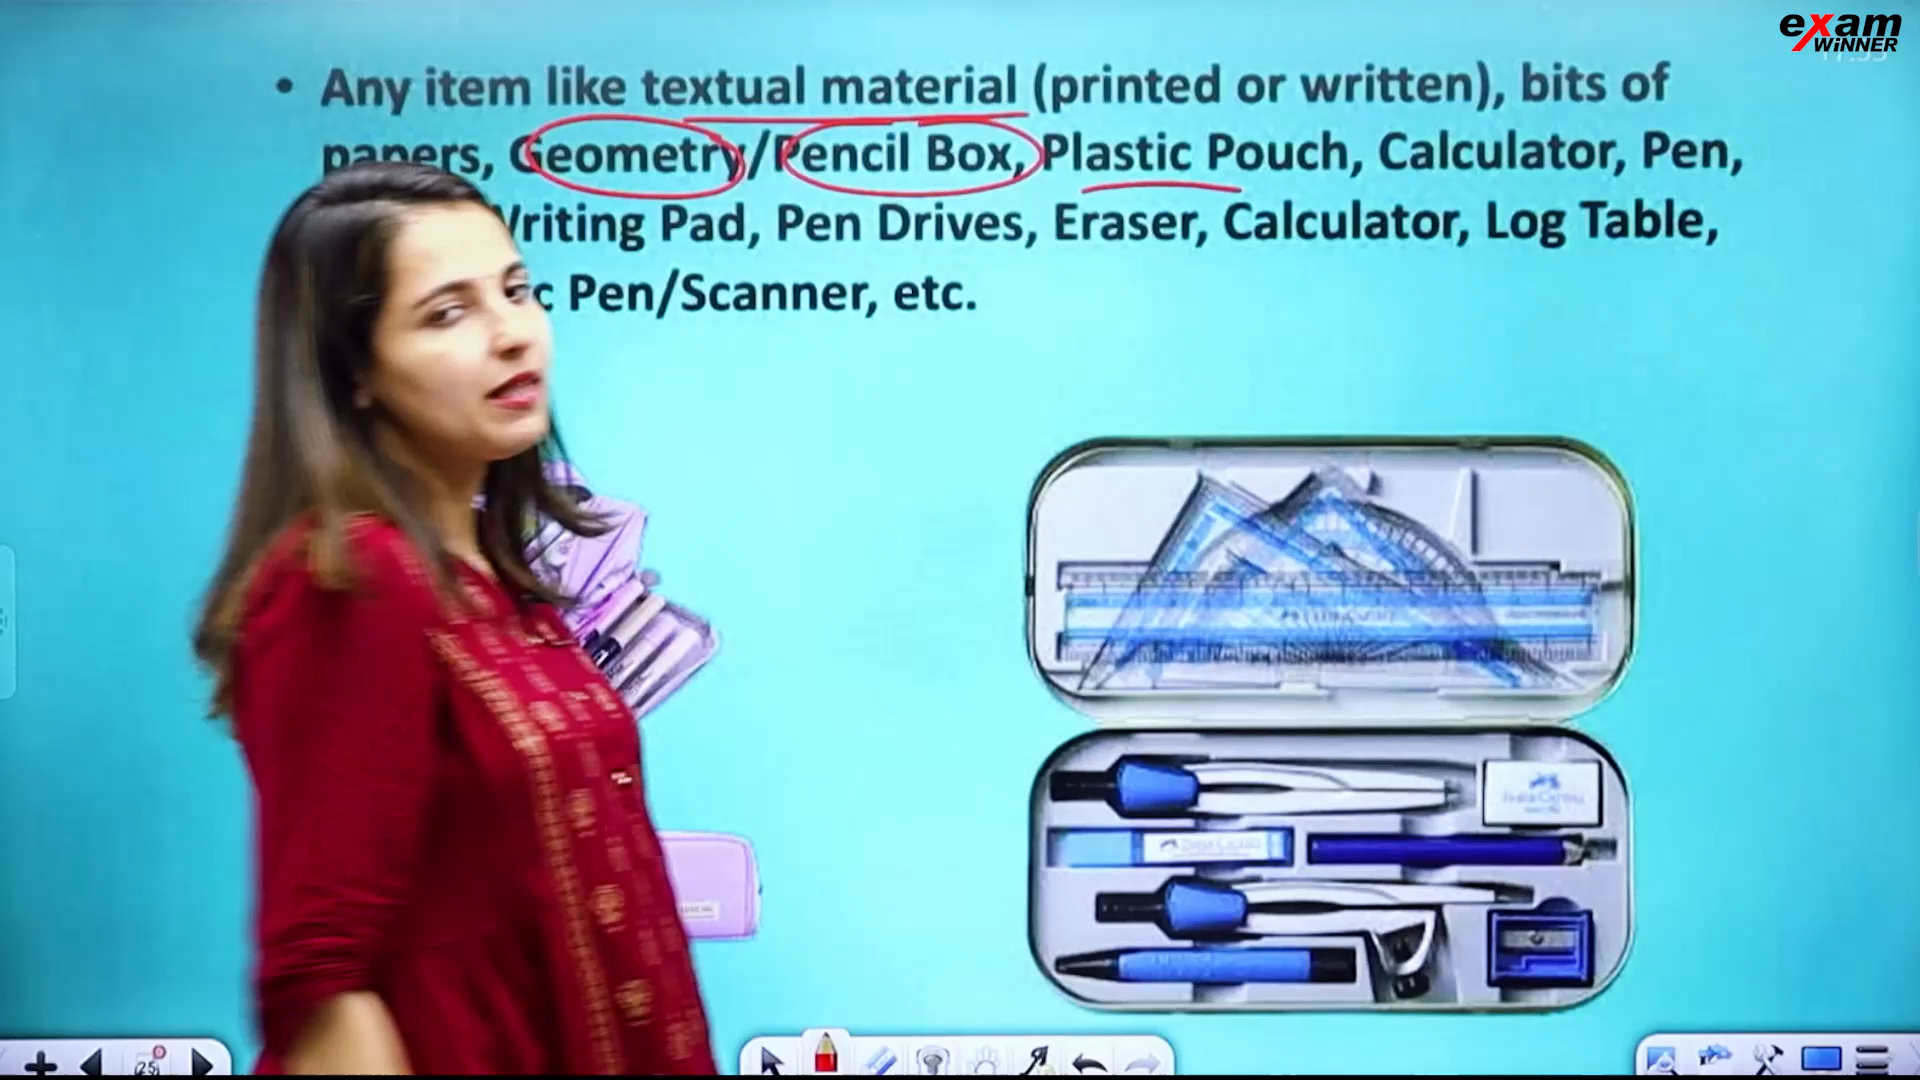 exam
WiNNER
• Any item like textual material (printed or written), bits of
papers, Geometry/Pencil Box, Plastic Pouch, Calculator, Pen,
Writing Pad, Pen Drives, Eraser, Calculator, Log Table,
c Pen/Scanner, etc.
25